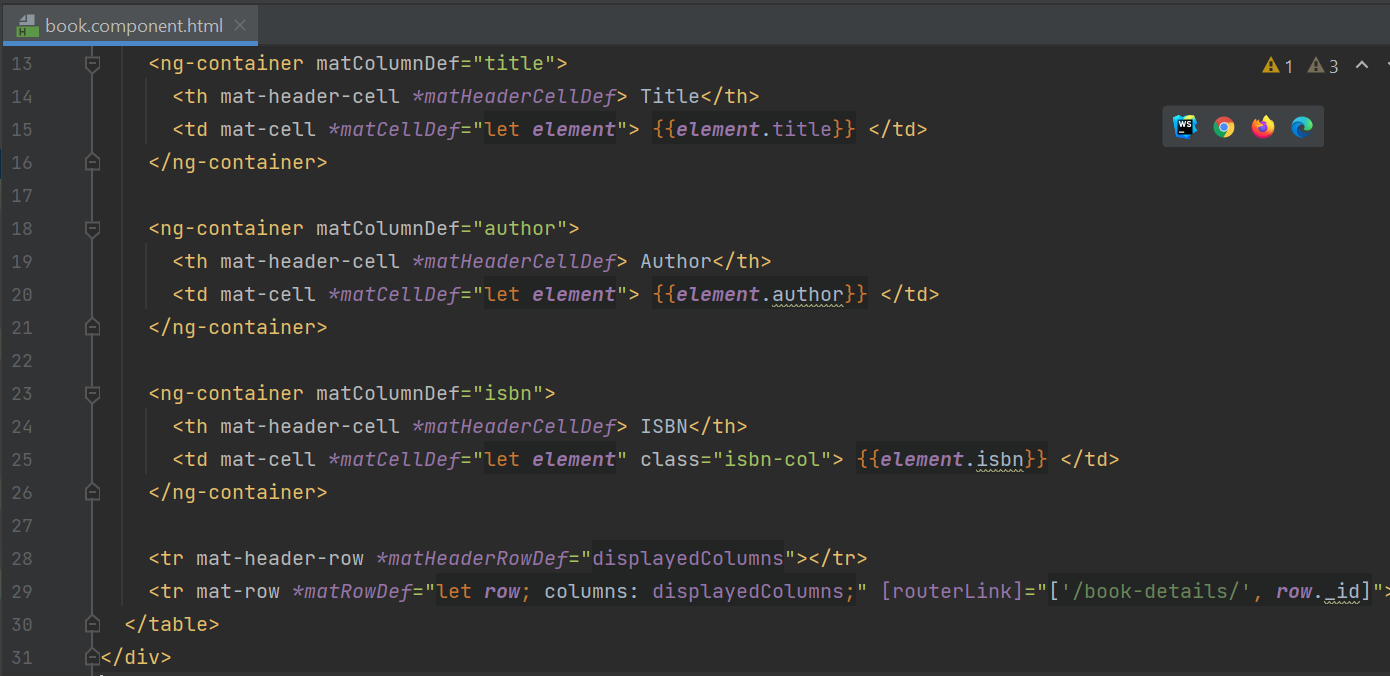 book.component.html
13 <ng-container matColumnDef="title">
14 <th mat-header-cell *matHeaderCellDef> Title</th>
15 <td mat-cell *matCellDef="let element"> {{element.title}} </td>
16 </ng-container>
17
18 <ng-container matColumnDef="author">
19 <th mat-header-cell *matHeaderCellDef> Author</th>
20 <td mat-cell *matCellDef="let element"> {{element.author}} </td>
21 </ng-container>
22
23 <ng-container matColumnDef="isbn">
24 <th mat-header-cell *matHeaderCellDef> ISBN</th>
25 <td mat-cell *matCellDef="let element" class="isbn-col"> {{element.isbn}} </td>
26 </ng-container>
27
28 <tr mat-header-row *matHeaderRowDef="displayedColumns"></tr>
29 <tr mat-row *matRowDef="let row; columns: displayedColumns;" [routerLink]="['/book-details/', row._id]">
30 </table>
31 </div>
1 3
WS
H